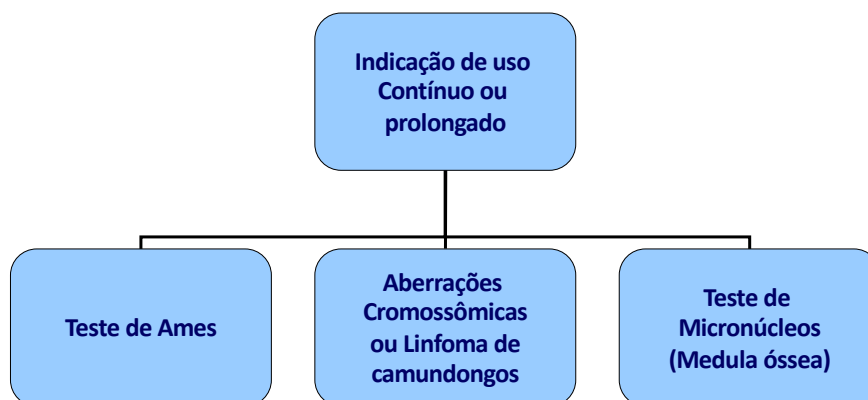 Indicação de uso
Contínuo ou
prolongado
Teste de Ames
Aberrações
Cromossômicas
ou Linfoma de
camundongos
Teste de
Micronúcleos
(Medula óssea)